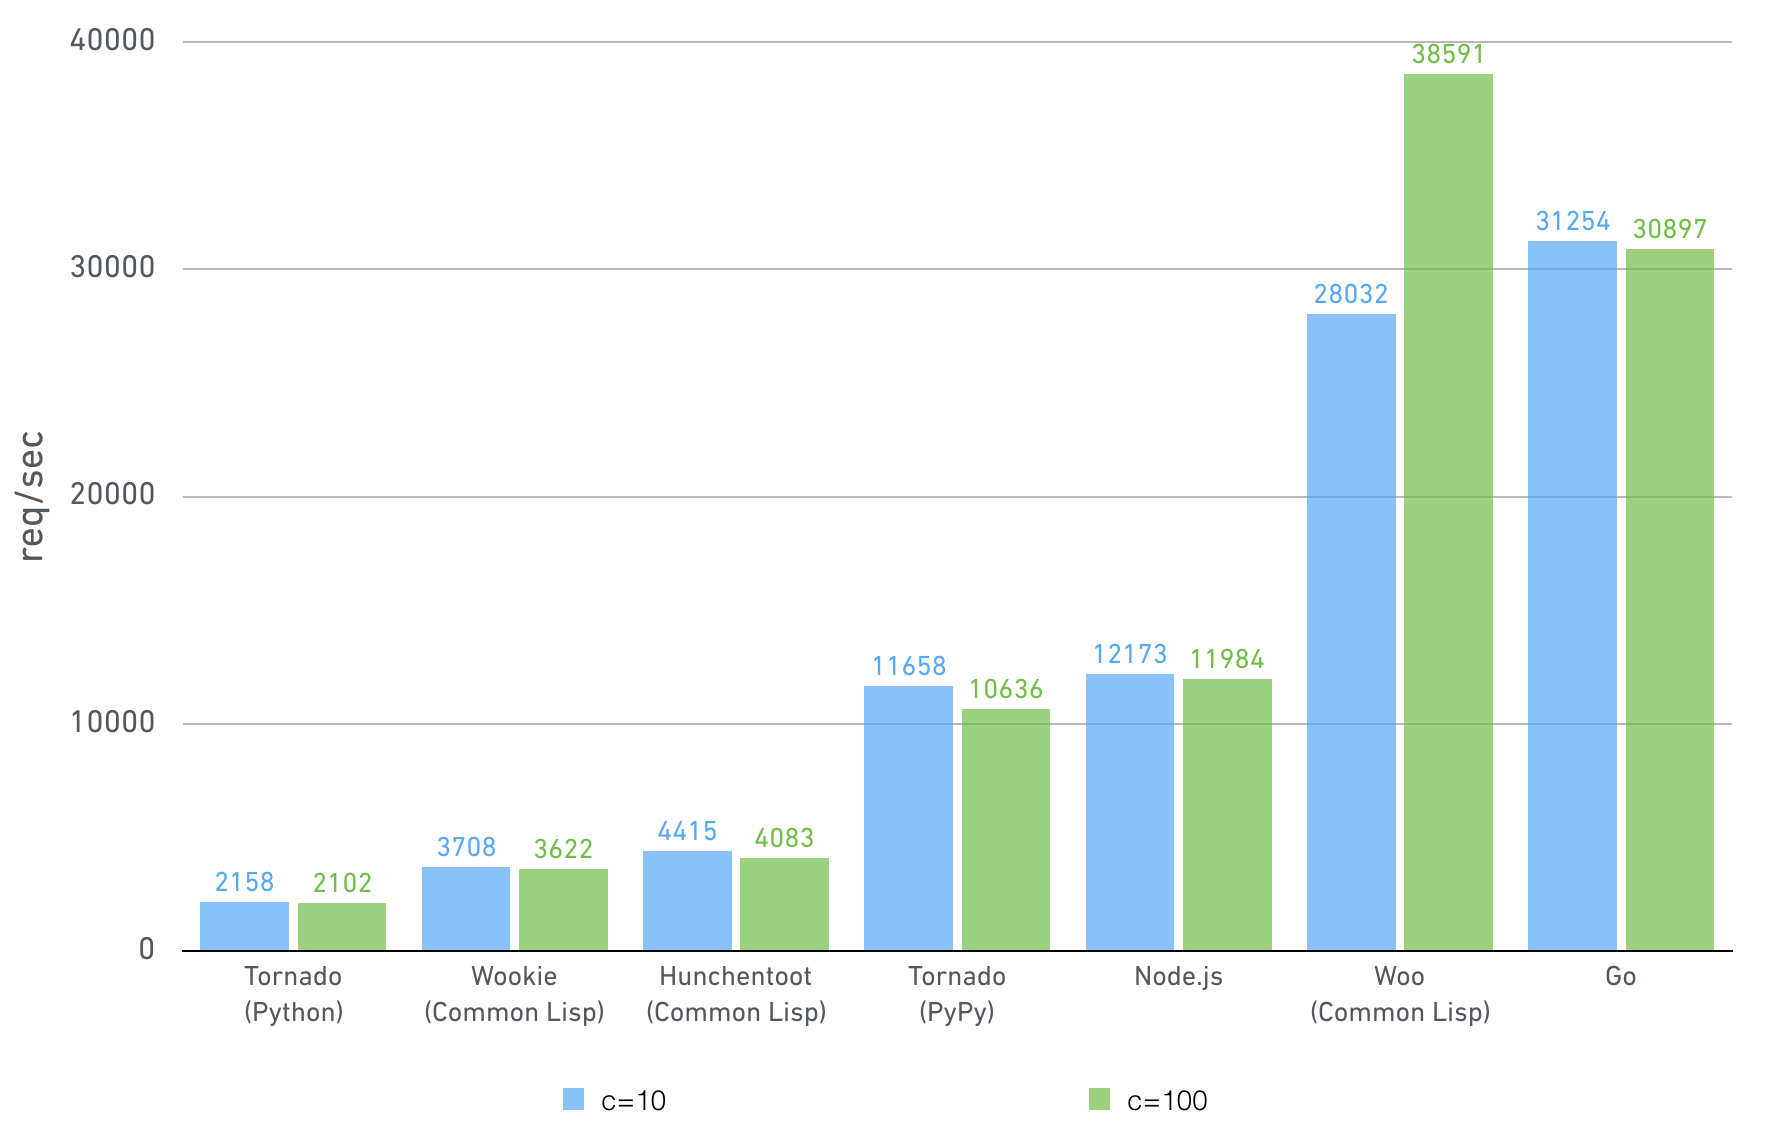 req/sec
40000
30000
20000
10000
0
2158
2102
3708
3622
4415
4083
11658
10636
12173
11984
28032
38591
31254
30897
Tornado
(Python)
Wookie
(Common Lisp)
Hunchentoot
(Common Lisp)
Tornado
(PyPy)
Node.js
Woo
(Common Lisp)
Go
c=10
c=100